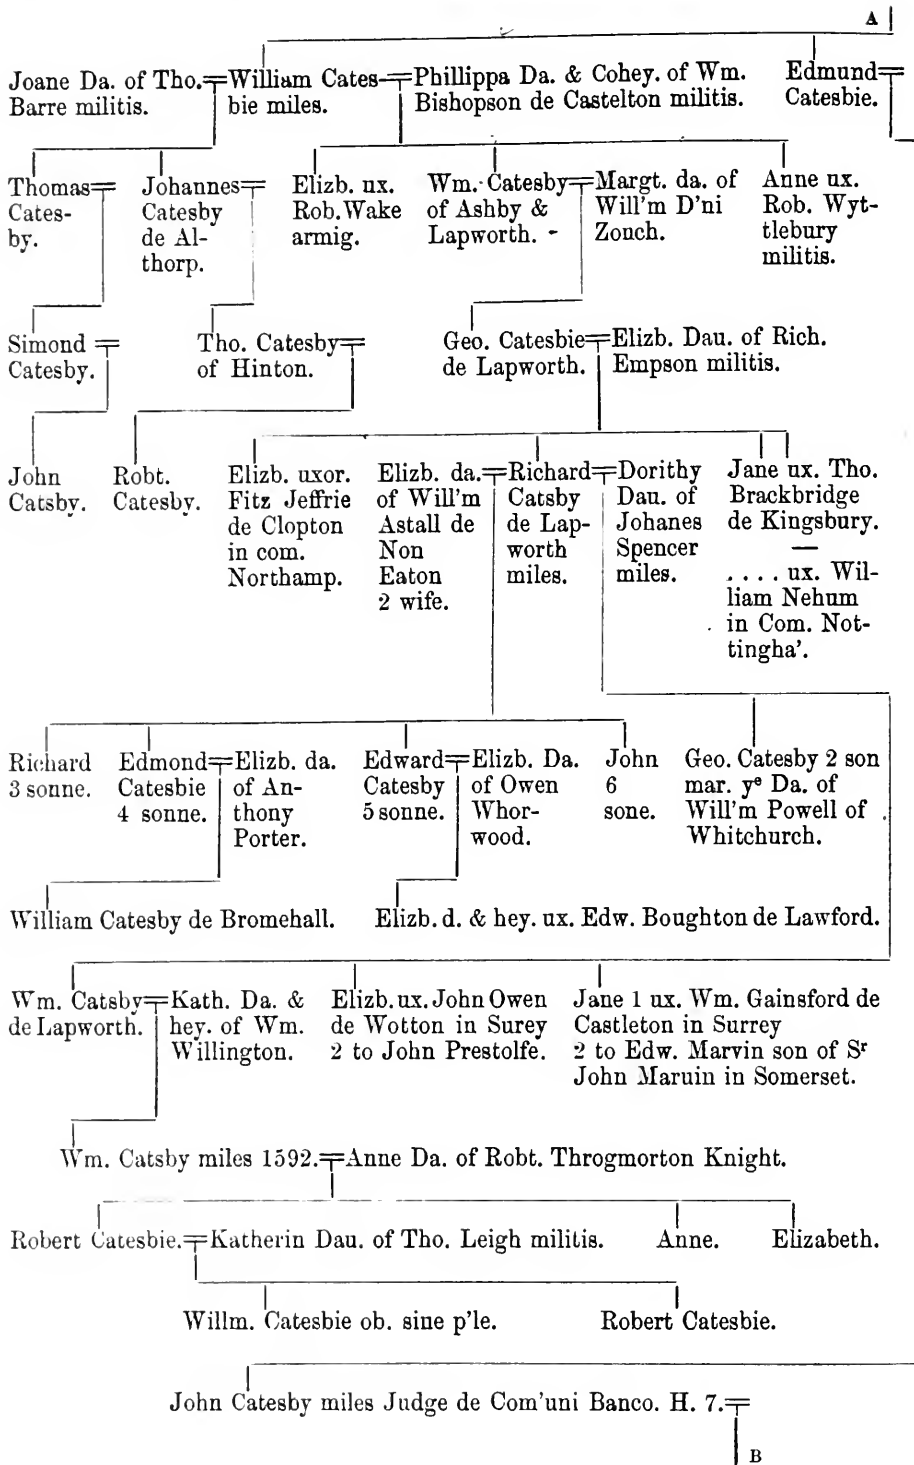 A
Joane Da. of Tho.
Barre militis.
William Cates-
bie miles.
Phillippa Da. & Cohey. of Wm.
Bishopson de Castelton militis.
Edmund
Catesbie.
Thomas
Cates-
by.
Johannes
Catesby
de Al-
thorp.
Elizb. ux.
Rob. Wake
armig.
Wm. Catesby
of Ashby &
Lapworth.
Margt. da. of
Will'm D'ni
Zonch.
Anne ux.
Rob. Wyt-
tlebury
militis.
Simond
Catesby.
Tho. Catesby
of Hinton.
Geo. Catesbie
de Lapworth.
Elizb. Dau. of Rich.
Empson militis.
John
Catsby.
Robt.
Catesby.
Elizb. uxor.
Fitz Jeffrie
de Clopton
in com.
Northamp.
Elizb. da.
of Will'm
Astall de
Non
Eaton
2 wife.
Richard
Catsby
de Lap-
worth
miles.
Dorithy
Dau. of
Johanes
Spencer
miles.
Jane ux. Tho.
Brackbridge
de Kingsbury.
—
. . . . ux. Wil-
liam Nehum
in Com. Not-
tingha'.
Richard
3 sonne.
Edmond
Catesbie
4 sonne.
Elizb. da.
of An-
thony
Porter.
Edward
Catesby
5 sonne.
Elizb. Da.
of Owen
Whor-
wood.
John
6
sone.
Geo. Catesby 2 son
mar. yᵉ Da. of
Will'm Powell of
Whitchurch.
William Catesby de Bromehall.
Elizb. d. & hey. ux. Edw. Boughton de Lawford.
Wm. Catsby
de Lapworth.
Kath. Da. &
hey. of Wm.
Willington.
Elizb. ux. John Owen
de Wotton in Surey
2 to John Prestolfe.
Jane 1 ux. Wm. Gainsford de
Castleton in Surrey
2 to Edw. Marvin son of Sʳ
John Maruin in Somerset.
Wm. Catsby miles 1592.
Anne Da. of Robt. Throgmorton Knight.
Robert Catesbie.
Katherin Dau. of Tho. Leigh militis.
Anne.
Elizabeth.
Willm. Catesbie ob. sine p'le.
Robert Catesbie.
John Catesby miles Judge de Com'uni Banco. H. 7.
B